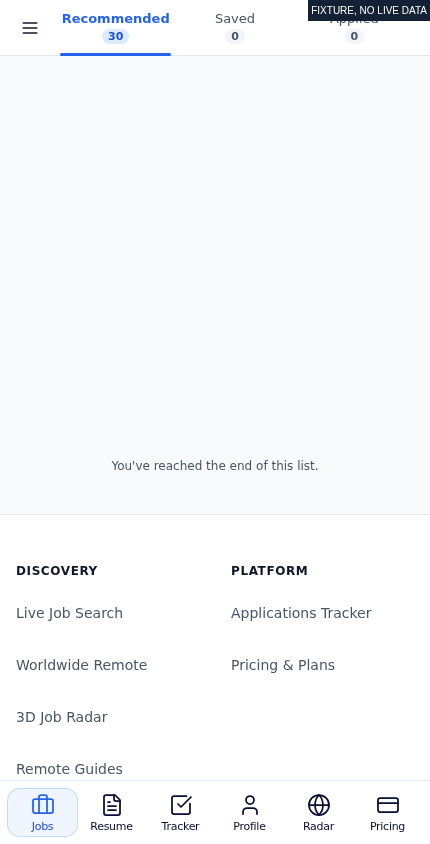 FIXTURE, NO LIVE DATA
Recommended
30
Saved
0
Applied
0
You've reached the end of this list.
DISCOVERY
Live Job Search
Worldwide Remote
3D Job Radar
Remote Guides
PLATFORM
Applications Tracker
Pricing & Plans
Jobs
Resume
Tracker
Profile
Radar
Pricing